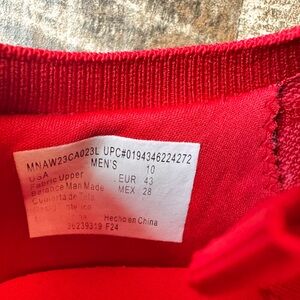 MNAW23CA023L UPC#0194346224272
MEN'S 10
USA
Fabric Upper EUR 43
Balance Man Made MEX 28
Cubierta de Tela
Hecho en China
36239319 F24